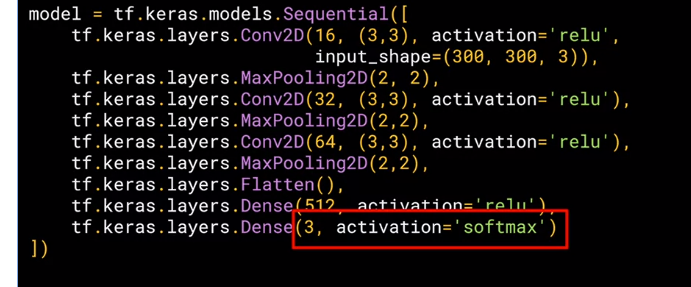 model = tf.keras.models.Sequential([
    tf.keras.layers.Conv2D(16, (3,3), activation='relu',
                           input_shape=(300, 300, 3)),
    tf.keras.layers.MaxPooling2D(2, 2),
    tf.keras.layers.Conv2D(32, (3,3), activation='relu'),
    tf.keras.layers.MaxPooling2D(2,2),
    tf.keras.layers.Conv2D(64, (3,3), activation='relu'),
    tf.keras.layers.MaxPooling2D(2,2),
    tf.keras.layers.Flatten(),
    tf.keras.layers.Dense(512, activation='relu'),
    tf.keras.layers.Dense(3, activation='softmax')
])